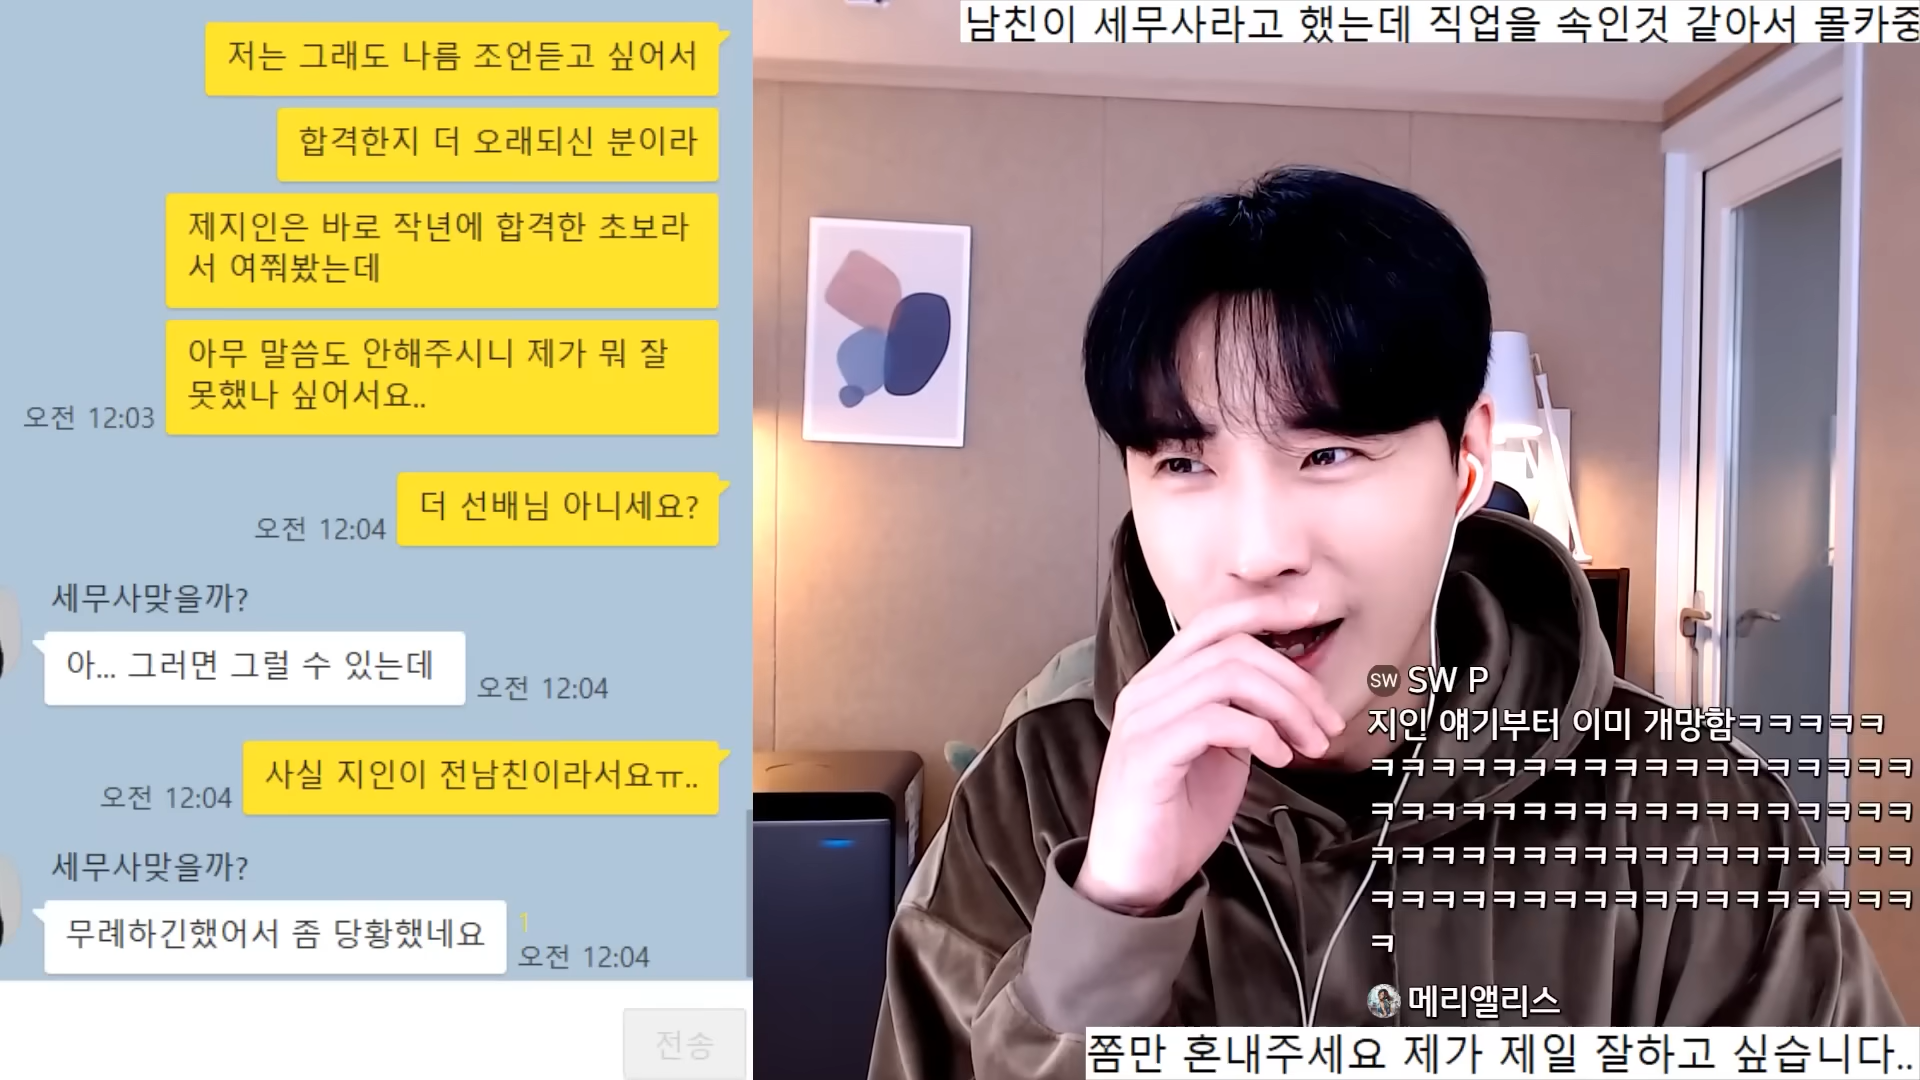 저는 그래도 나름 조언듣고 싶어서
합격한지 더 오래되신 분이라
제지인은 바로 작년에 합격한 초보라
서 여쭤봤는데
아무 말씀도 안해주시니 제가 뭐 잘
못했나 싶어서요..
오전 12:03
더 선배님 아니세요?
오전 12:04
세무사맞을까?
아... 그러면 그럴 수 있는데
오전 12:04
사실 지인이 전남친이라서요ㅠ..
오전 12:04
세무사맞을까?
무례하긴했어서 좀 당황했네요
1
오전 12:04
전송
남친이 세무사라고 했는데 직업을 속인것 같아서 몰카중
SW SW P
지인 얘기부터 이미 개망함ㅋㅋㅋㅋㅋ
ㅋㅋㅋㅋㅋㅋㅋㅋㅋㅋㅋㅋㅋㅋㅋㅋㅋㅋ
ㅋㅋㅋㅋㅋㅋㅋㅋㅋㅋㅋㅋㅋㅋㅋㅋㅋㅋ
ㅋㅋㅋㅋㅋㅋㅋㅋㅋㅋㅋㅋㅋㅋㅋㅋㅋㅋ
ㅋㅋㅋㅋㅋㅋㅋㅋㅋㅋㅋㅋㅋㅋㅋㅋㅋㅋ
ㅋ
메리앨리스
쫌만 혼내주세요 제가 제일 잘하고 싶습니다..